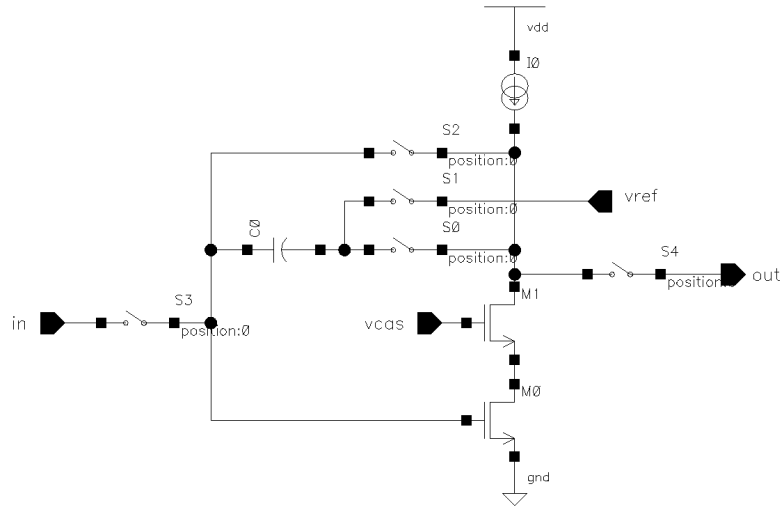 vdd
I0
S2
position:0
S1
position:0
vref
C0
S0
position:0
S4
position:
out
M1
S3
in
position:0
vcas
M0
gnd